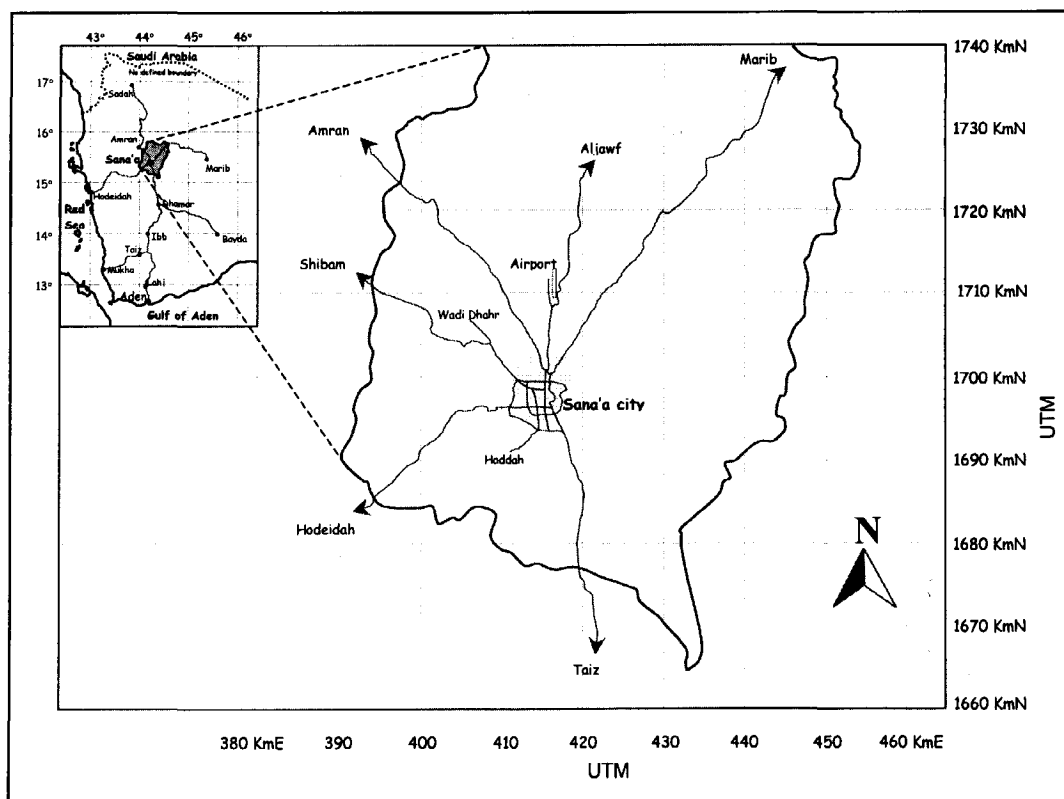 43° 44° 45° 46°
Saudi Arabia
No defined boundary
17°
Sadah
16°
Amran
Sana'a
Marib
15°
Hodeidah
Dhamar
Red
Sea
14°
Ibb
Bayda
Taiz
Mukha
13°
Lahj
Aden
Gulf of Aden
1740 KmN
Marib
1730 KmN
Amran
Aljawf
1720 KmN
Shibam
Airport
1710 KmN
Wadi Dhahr
1700 KmN
Sana'a city
UTM
Haddah
1690 KmN
Hodeidah
N
1680 KmN
1670 KmN
Taiz
1660 KmN
380 KmE 390 400 410 420 430 440 450 460 KmE
UTM